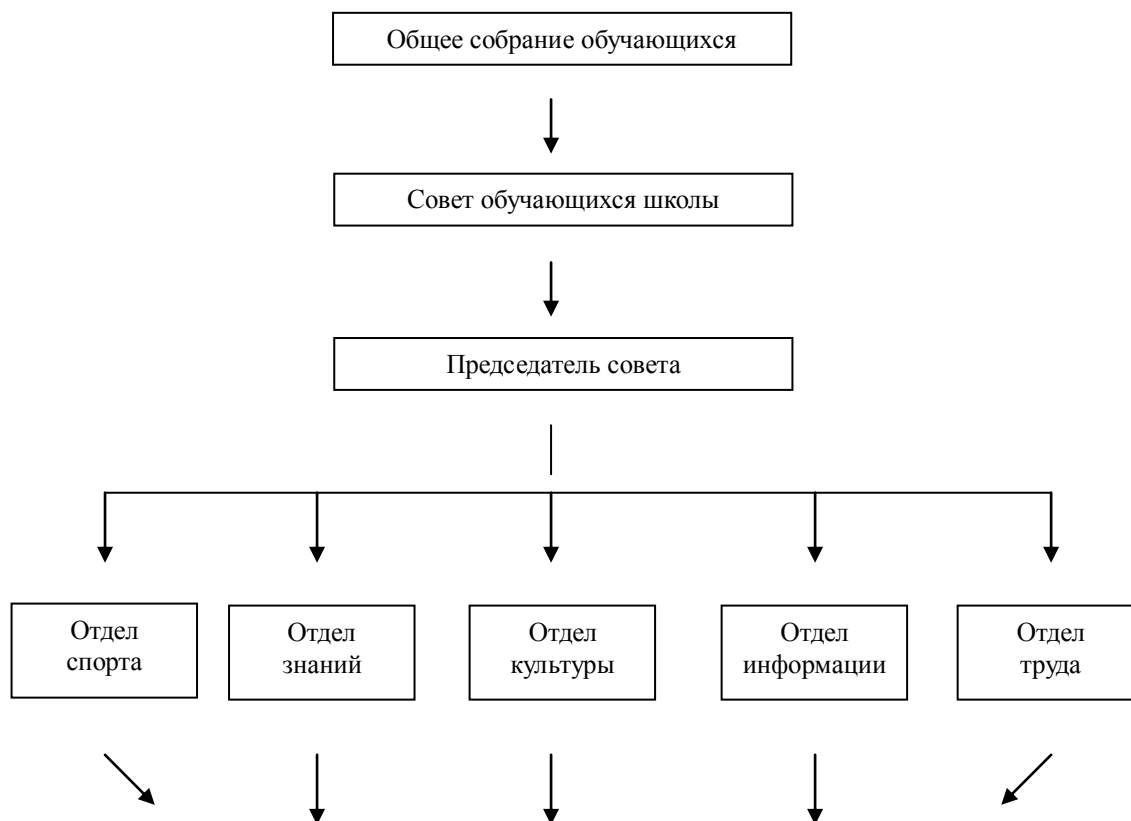 Общее собрание обучающихся
Совет обучающихся школы
Председатель совета
Отдел
спорта
Отдел
знаний
Отдел
культуры
Отдел
информации
Отдел
труда